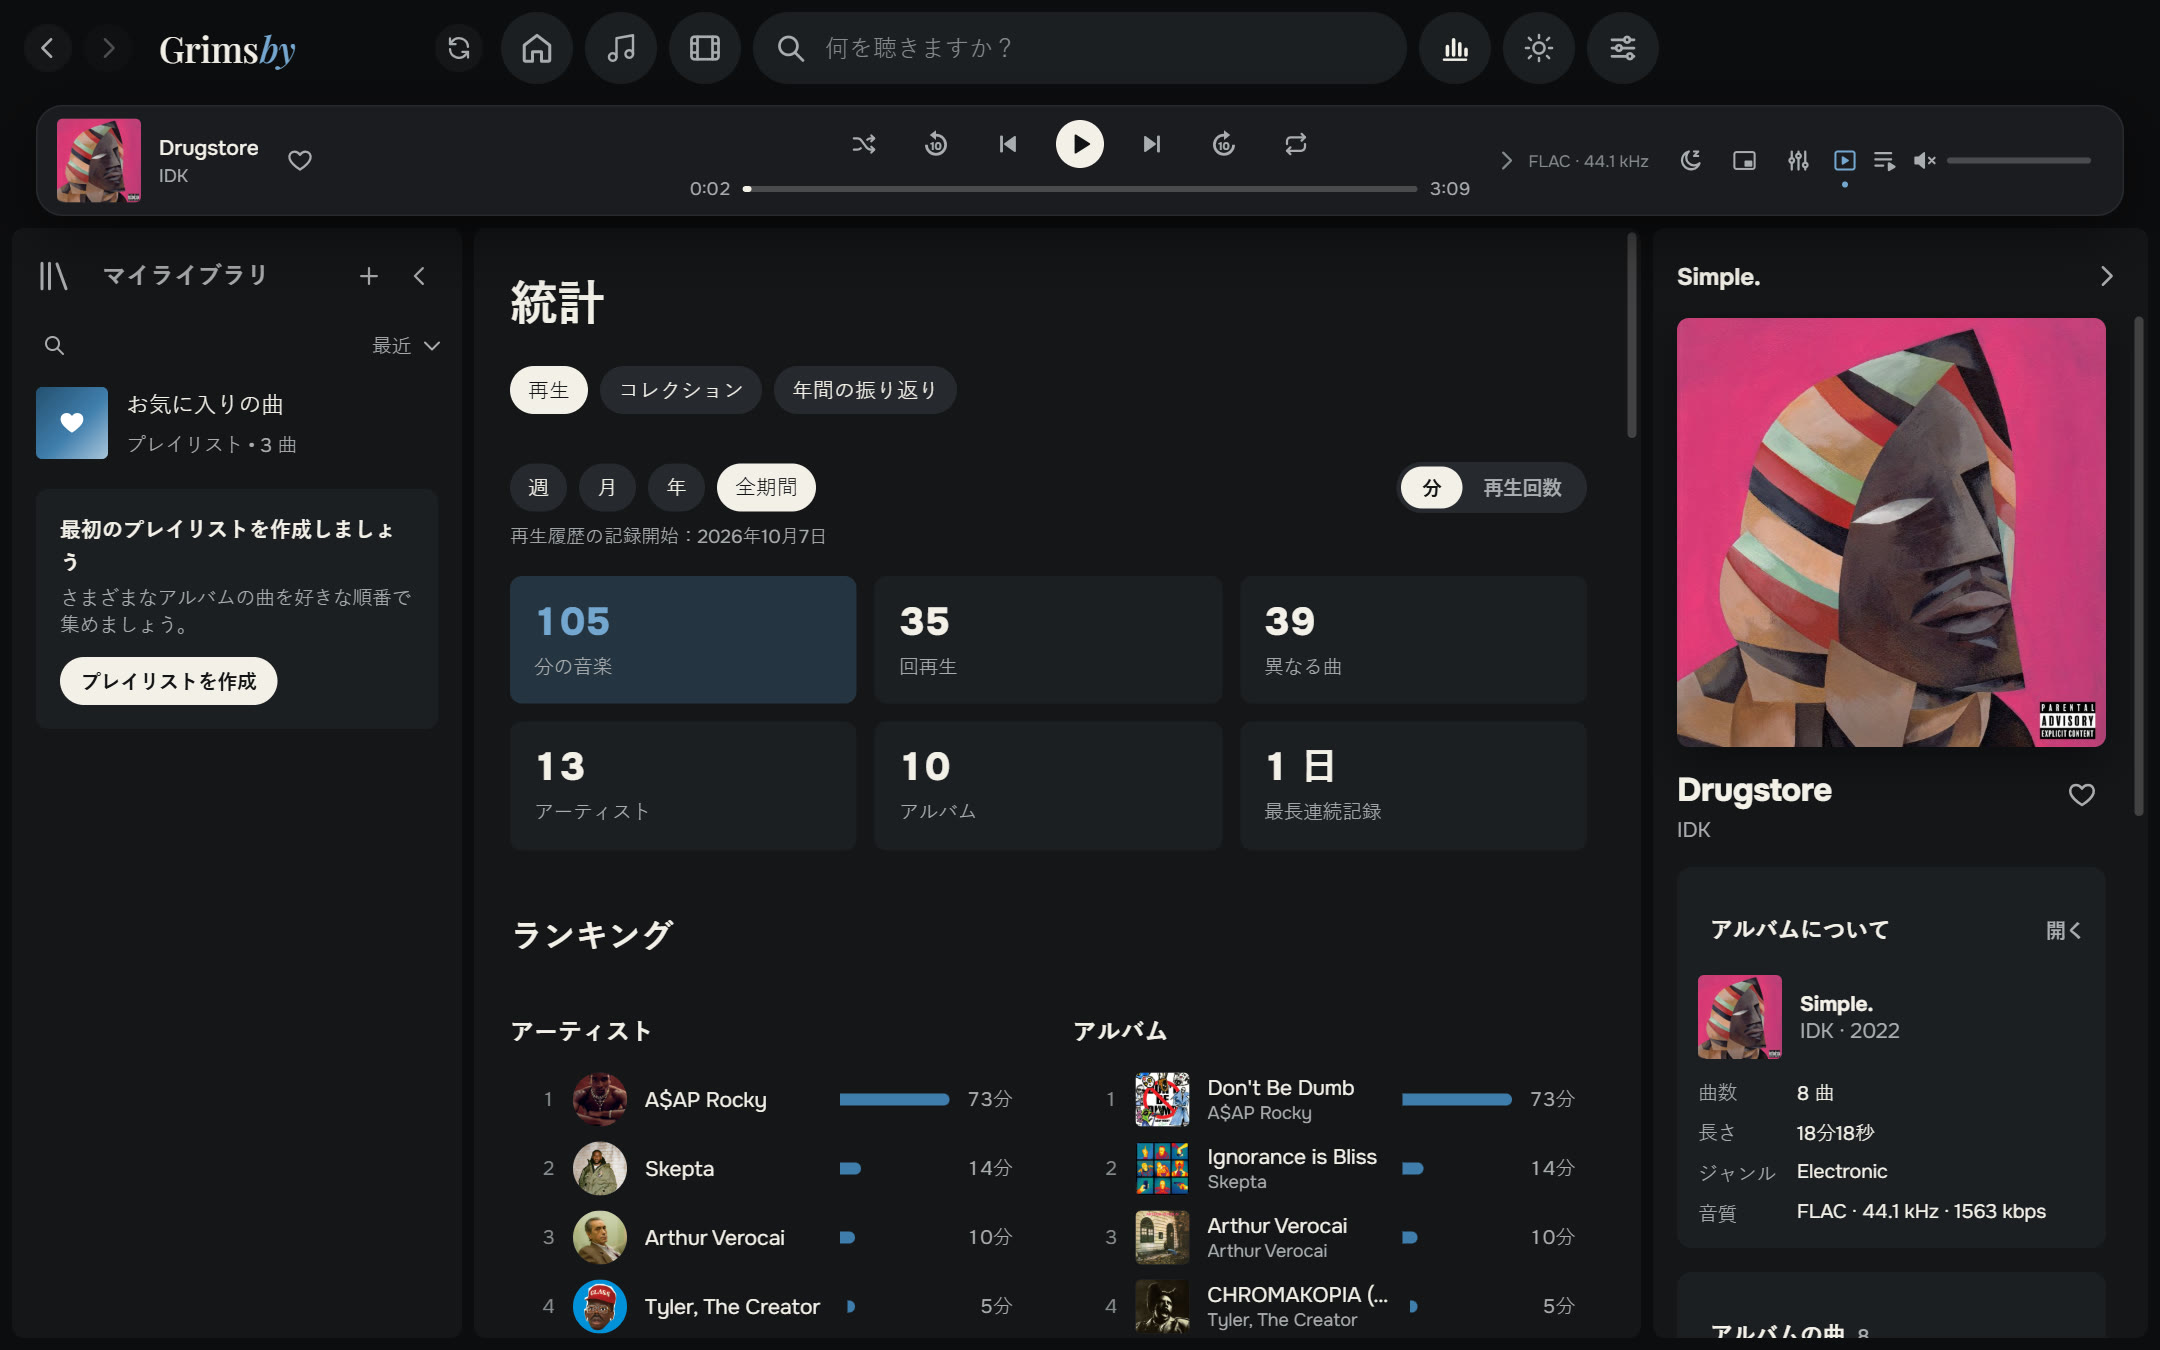 Grimsby
何を聴きますか？
Drugstore
IDK
10
10
0:02
3:09
FLAC · 44.1 kHz
マイライブラリ
最近
お気に入りの曲
プレイリスト • 3 曲
最初のプレイリストを作成しましょ
う
さまざまなアルバムの曲を好きな順番で
集めましょう。
プレイリストを作成
統計
再生
コレクション
年間の振り返り
週
月
年
全期間
分
再生回数
再生履歴の記録開始：2026年10月7日
105
分の音楽
35
回再生
39
異なる曲
13
アーティスト
10
アルバム
1 日
最長連続記録
ランキング
アーティスト
1 A$AP Rocky 73分
2 Skepta 14分
3 Arthur Verocai 10分
4 Tyler, The Creator 5分
アルバム
1 Don't Be Dumb 73分
A$AP Rocky
2 Ignorance is Bliss 14分
Skepta
3 Arthur Verocai 10分
Arthur Verocai
4 CHROMAKOPIA (... 5分
Tyler, The Creator
Simple.
PARENTAL
ADVISORY
EXPLICIT CONTENT
Drugstore
IDK
アルバムについて
開く
Simple.
IDK · 2022
曲数 8 曲
長さ 18分18秒
ジャンル Electronic
音質 FLAC · 44.1 kHz · 1563 kbps
アルバムの曲 8